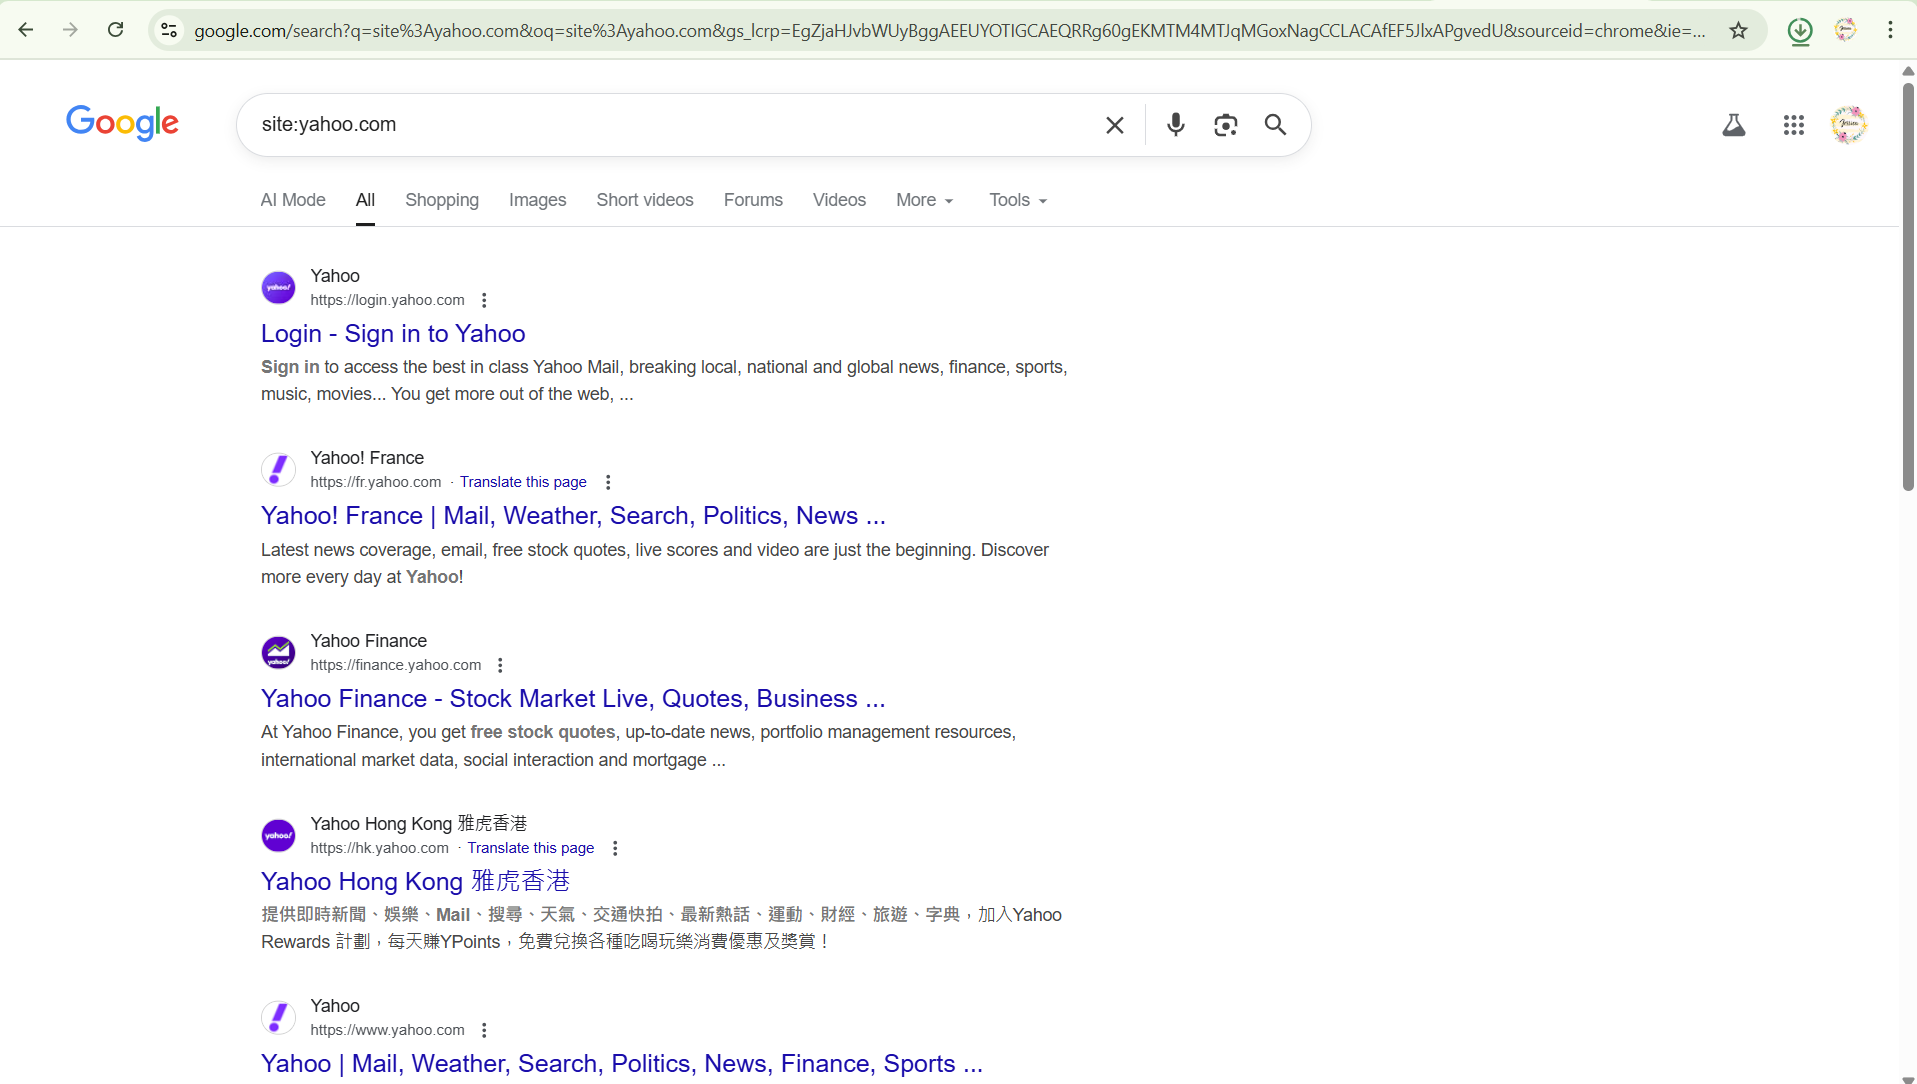 google.com/search?q=site%3Ayahoo.com&oq=site%3Ayahoo.com&gs_lcrp=EgZjaHJvbWUyBggAEEUYOTIGCAEQRRg60gEKMTM4MTJqMGoxNagCCLACAfEF5JlxAPgvedU&sourceid=chrome&ie=...
Google
site:yahoo.com
AI Mode All Shopping Images Short videos Forums Videos More Tools
Yahoo
https://login.yahoo.com
Login - Sign in to Yahoo
Sign in to access the best in class Yahoo Mail, breaking local, national and global news, finance, sports,
music, movies... You get more out of the web, ...
Yahoo! France
https://fr.yahoo.com · Translate this page
Yahoo! France | Mail, Weather, Search, Politics, News ...
Latest news coverage, email, free stock quotes, live scores and video are just the beginning. Discover
more every day at Yahoo!
Yahoo Finance
https://finance.yahoo.com
Yahoo Finance - Stock Market Live, Quotes, Business ...
At Yahoo Finance, you get free stock quotes, up-to-date news, portfolio management resources,
international market data, social interaction and mortgage ...
Yahoo Hong Kong 雅虎香港
https://hk.yahoo.com · Translate this page
Yahoo Hong Kong 雅虎香港
提供即時新聞、娛樂、Mail、搜尋、天氣、交通快拍、最新熱話、運動、財經、旅遊、字典，加入Yahoo
Rewards 計劃，每天賺YPoints，免費兌換各種吃喝玩樂消費優惠及獎賞！
Yahoo
https://www.yahoo.com
Yahoo | Mail, Weather, Search, Politics, News, Finance, Sports ...